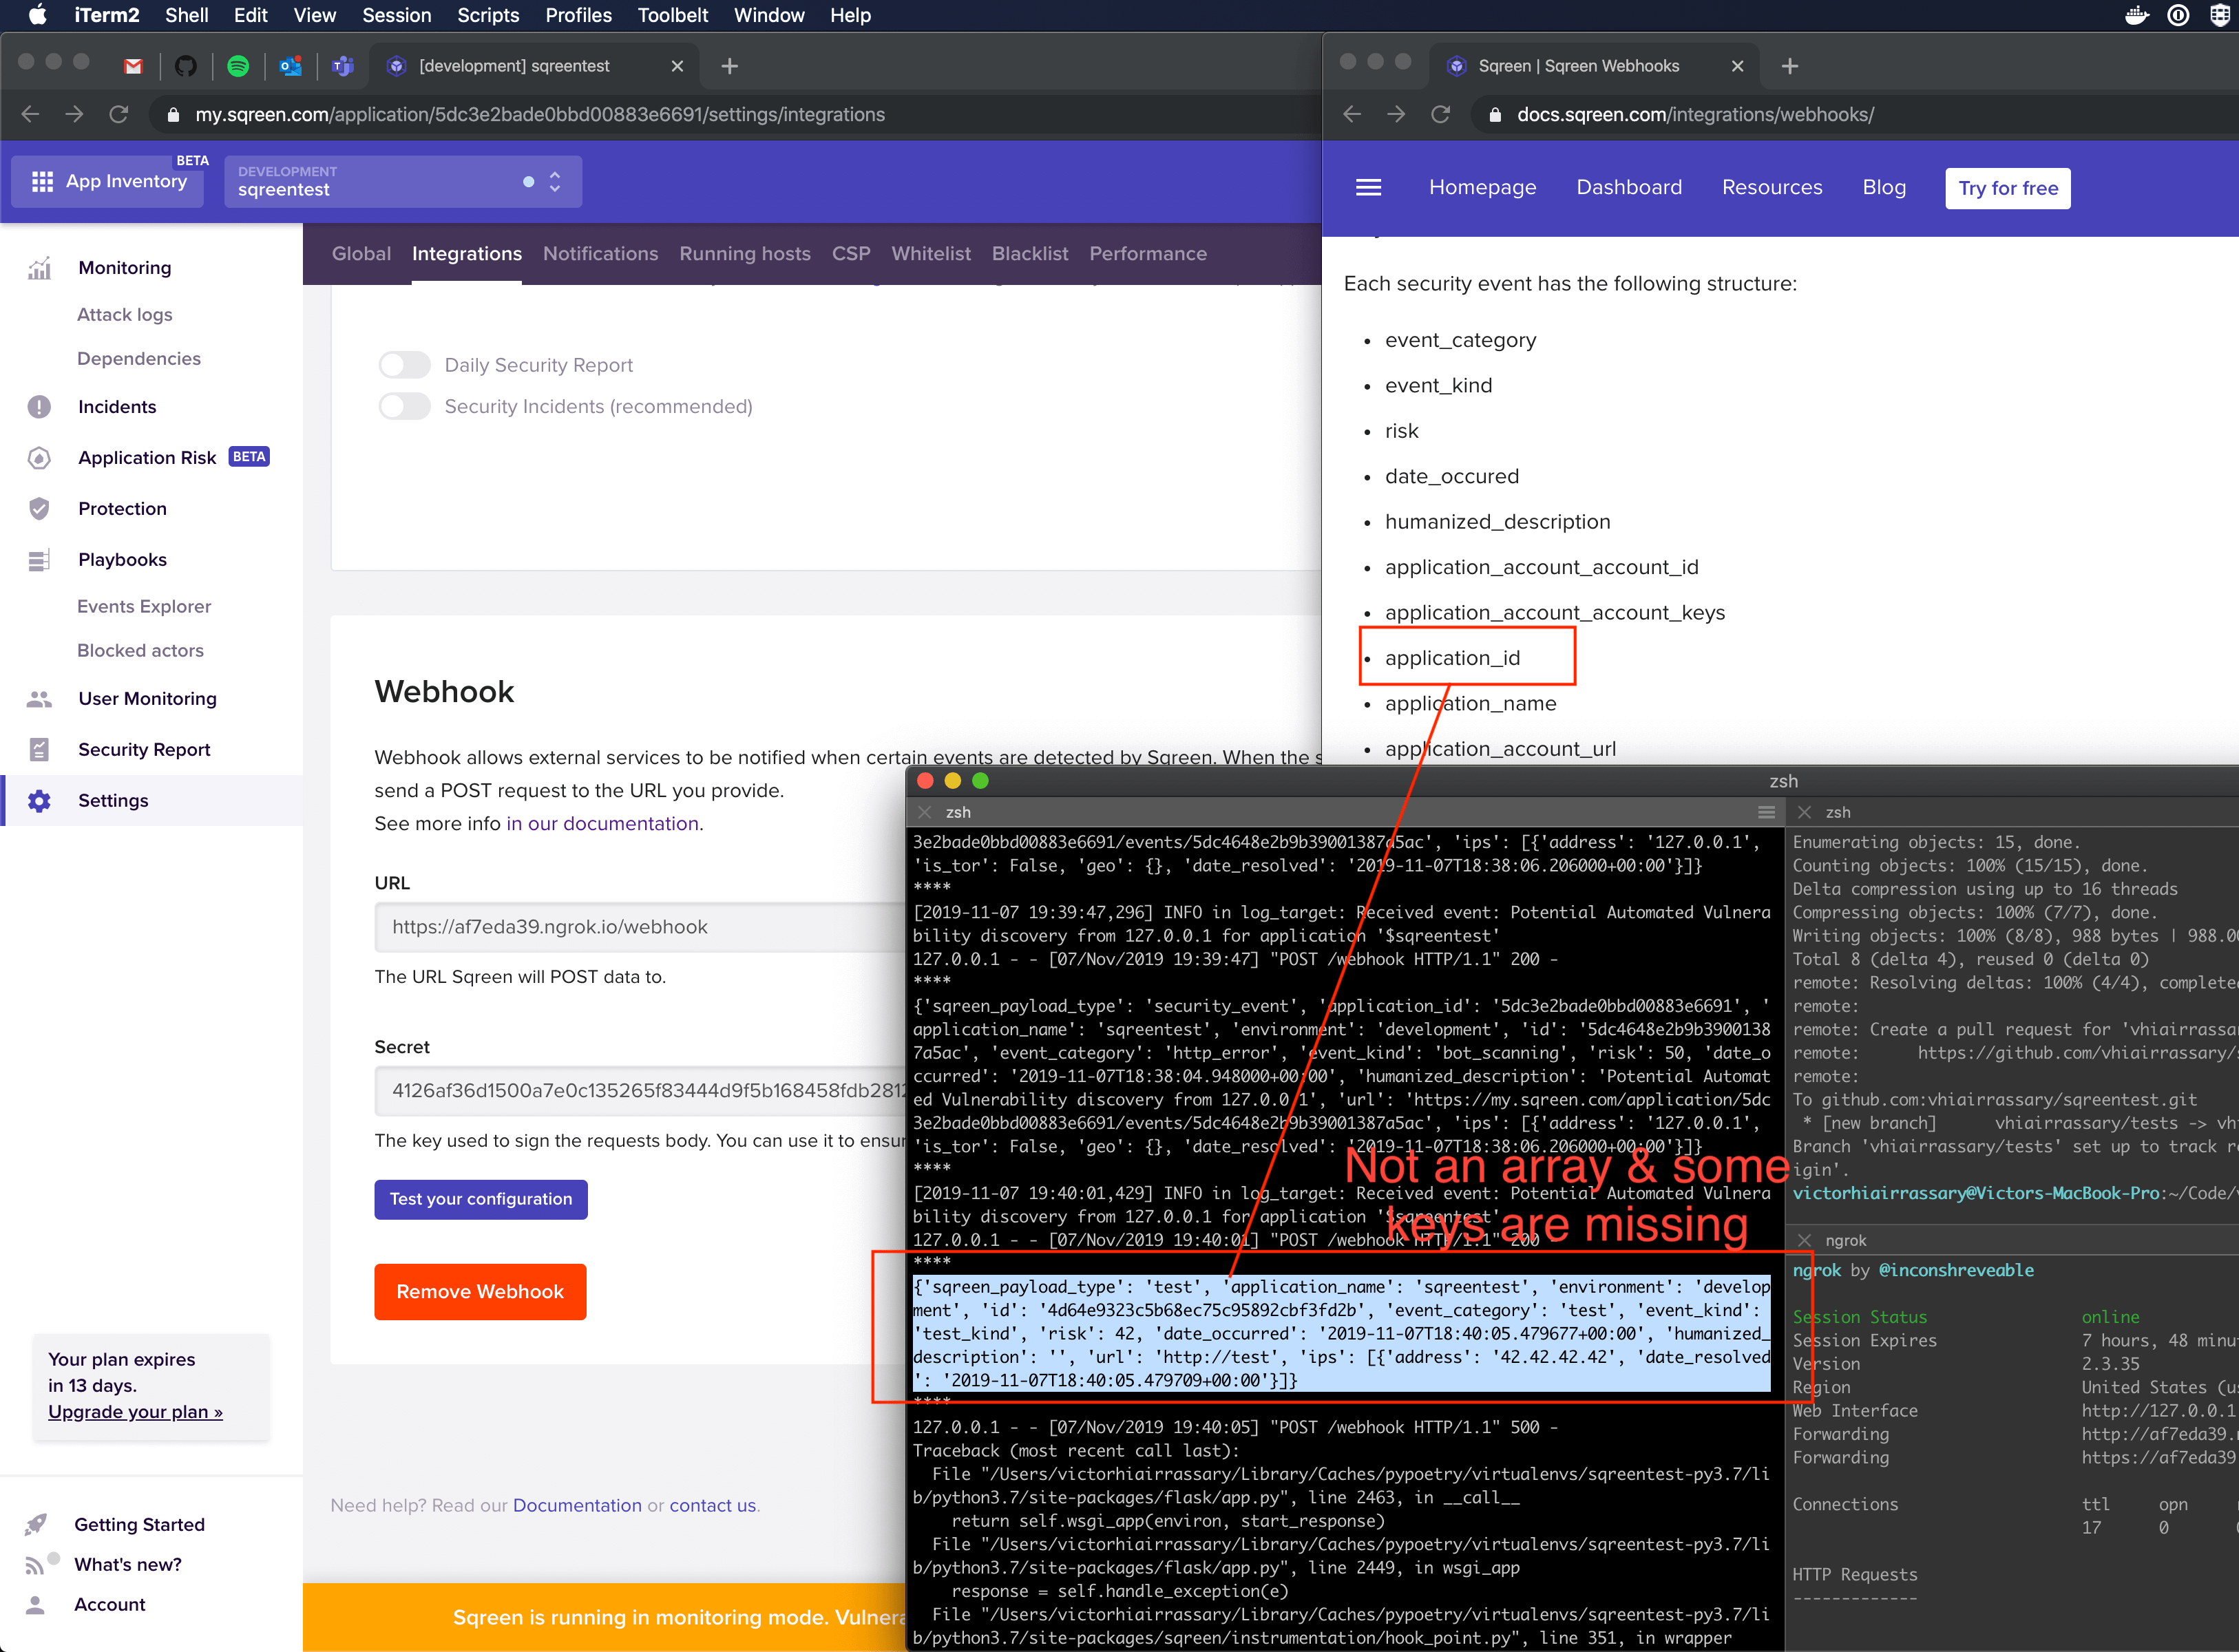 iTerm2 Shell Edit View Session Scripts Profiles Toolbelt Window Help
[development] sqreentest
my.sqreen.com/application/5dc3e2bade0bbd00883e6691/settings/integrations
App Inventory
BETA
DEVELOPMENT
sqreentest
Monitoring
Attack logs
Dependencies
Incidents
Application Risk BETA
Protection
Playbooks
Events Explorer
Blocked actors
User Monitoring
Security Report
Settings
Your plan expires
in 13 days.
Upgrade your plan »
Getting Started
What's new?
Account
Global Integrations Notifications Running hosts CSP Whitelist Blacklist Performance
Daily Security Report
Security Incidents (recommended)
Webhook
Webhook allows external services to be notified when certain events are detected by Sqreen. When the s
send a POST request to the URL you provide.
See more info in our documentation.
URL
https://af7eda39.ngrok.io/webhook
The URL Sqreen will POST data to.
Secret
4126af36d1500a7e0c135265f83444d9f5b168458fdb2812
The key used to sign the requests body. You can use it to ensur
Test your configuration
Remove Webhook
Need help? Read our Documentation or contact us.
Sqreen is running in monitoring mode. Vulnera
Sqreen | Sqreen Webhooks
docs.sqreen.com/integrations/webhooks/
Homepage Dashboard Resources Blog Try for free
Each security event has the following structure:
• event_category
• event_kind
• risk
• date_occured
• humanized_description
• application_account_account_id
• application_account_account_keys
• application_id
• application_name
• application_account_url
zsh
zsh
3e2bade0bbd00883e6691/events/5dc4648e2b9b39001387a5ac', 'ips': [{'address': '127.0.0.1',
'is_tor': False, 'geo': {}, 'date_resolved': '2019-11-07T18:38:06.206000+00:00'}]}
****
[2019-11-07 19:39:47,296] INFO in log_target: Received event: Potential Automated Vulnera
bility discovery from 127.0.0.1 for application '$sqreentest'
127.0.0.1 - - [07/Nov/2019 19:39:47] "POST /webhook HTTP/1.1" 200 -
****
{'sqreen_payload_type': 'security_event', 'application_id': '5dc3e2bade0bbd00883e6691', '
application_name': 'sqreentest', 'environment': 'development', 'id': '5dc4648e2b9b3900138
7a5ac', 'event_category': 'http_error', 'event_kind': 'bot_scanning', 'risk': 50, 'date_o
ccurred': '2019-11-07T18:38:04.948000+00:00', 'humanized_description': 'Potential Automat
ed Vulnerability discovery from 127.0.0.1', 'url': 'https://my.sqreen.com/application/5dc
3e2bade0bbd00883e6691/events/5dc4648e2b9b39001387a5ac', 'ips': [{'address': '127.0.0.1',
'is_tor': False, 'geo': {}, 'date_resolved': '2019-11-07T18:38:06.206000+00:00'}]}
****
[2019-11-07 19:40:01,429] INFO in log_target: Received event: Potential Automated Vulnera
bility discovery from 127.0.0.1 for application '$sqreentest'
127.0.0.1 - - [07/Nov/2019 19:40:01] "POST /webhook HTTP/1.1" 200
****
{'sqreen_payload_type': 'test', 'application_name': 'sqreentest', 'environment': 'develop
ment', 'id': '4d64e9323c5b68ec75c95892cbf3fd2b', 'event_category': 'test', 'event_kind':
'test_kind', 'risk': 42, 'date_occurred': '2019-11-07T18:40:05.479677+00:00', 'humanized_
description': '', 'url': 'http://test', 'ips': [{'address': '42.42.42.42', 'date_resolved
': '2019-11-07T18:40:05.479709+00:00'}]}
****
127.0.0.1 - - [07/Nov/2019 19:40:05] "POST /webhook HTTP/1.1" 500 -
Traceback (most recent call last):
File "/Users/victorhiairrassary/Library/Caches/pypoetry/virtualenvs/sqreentest-py3.7/li
b/python3.7/site-packages/flask/app.py", line 2463, in __call__
return self.wsgi_app(environ, start_response)
File "/Users/victorhiairrassary/Library/Caches/pypoetry/virtualenvs/sqreentest-py3.7/li
b/python3.7/site-packages/flask/app.py", line 2449, in wsgi_app
response = self.handle_exception(e)
File "/Users/victorhiairrassary/Library/Caches/pypoetry/virtualenvs/sqreentest-py3.7/li
b/python3.7/site-packages/sqreen/instrumentation/hook_point.py", line 351, in wrapper
Not an array & some
keys are missing
zsh
Enumerating objects: 15, done.
Counting objects: 100% (15/15), done.
Delta compression using up to 16 threads
Compressing objects: 100% (7/7), done.
Writing objects: 100% (8/8), 988 bytes | 988.00
Total 8 (delta 4), reused 0 (delta 0)
remote: Resolving deltas: 100% (4/4), complete
remote:
remote: Create a pull request for 'vhiairrassar
remote: https://github.com/vhiairrassary/s
remote:
To github.com:vhiairrassary/sqreentest.git
* [new branch] vhiairrassary/tests -> vh
Branch 'vhiairrassary/tests' set up to track re
igin'.
victorhiairrassary@Victors-MacBook-Pro:~/Code/v
ngrok
ngrok by @inconshreveable
Session Status online
Session Expires 7 hours, 48 minu
Version 2.3.35
Region United States (us
Web Interface http://127.0.0.1
Forwarding http://af7eda39.
Forwarding https://af7eda39
Connections ttl opn
17 0
HTTP Requests
-------------